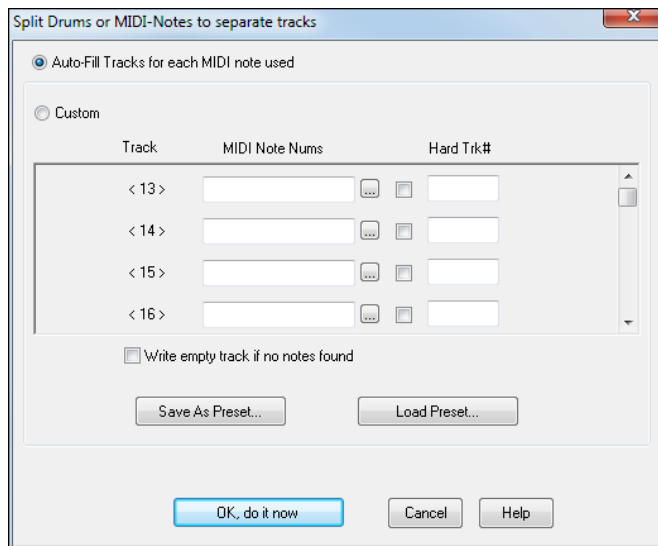 Split Drums or MIDI-Notes to separate tracks
Auto-Fill Tracks for each MIDI note used
Custom
Track MIDI Note Nums Hard Trk#
< 13 > ...
< 14 > ...
< 15 > ...
< 16 > ...
Write empty track if no notes found
Save As Preset... Load Preset...
OK, do it now Cancel Help